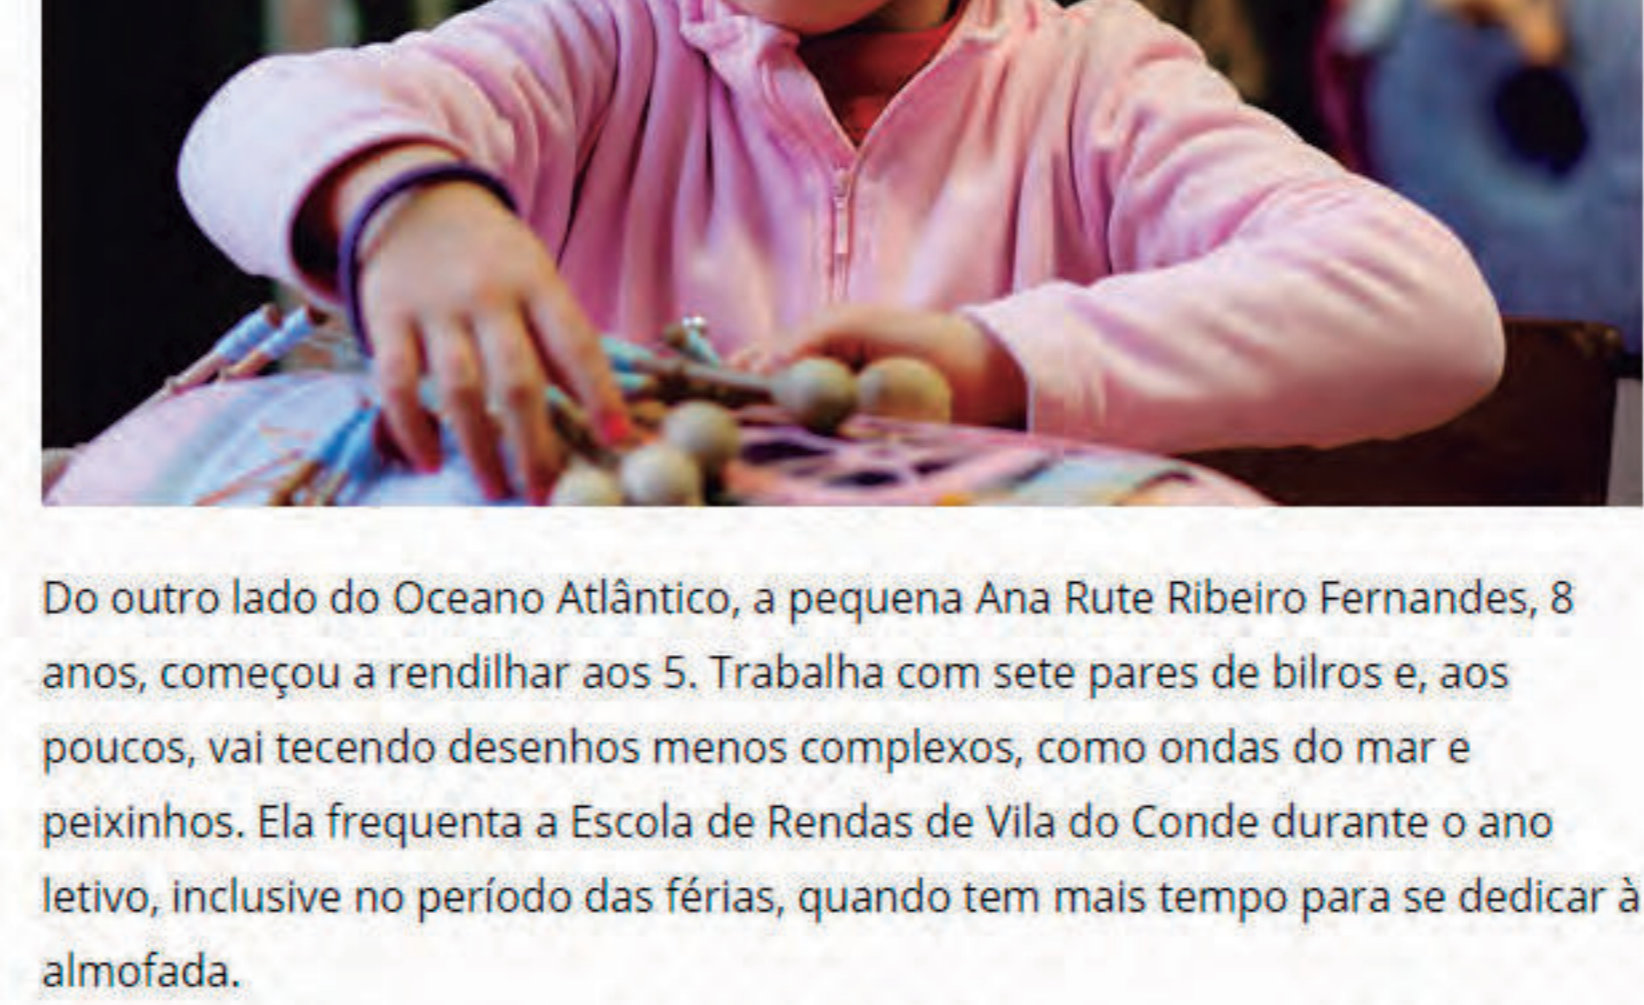 Do outro lado do Oceano Atlântico, a pequena Ana Rute Ribeiro Fernandes, 8
anos, começou a rendilhar aos 5. Trabalha com sete pares de bilros e, aos
poucos, vai tecendo desenhos menos complexos, como ondas do mar e
peixinhos. Ela frequenta a Escola de Rendas de Vila do Conde durante o ano
letivo, inclusive no período das férias, quando tem mais tempo para se dedicar à
almofada.